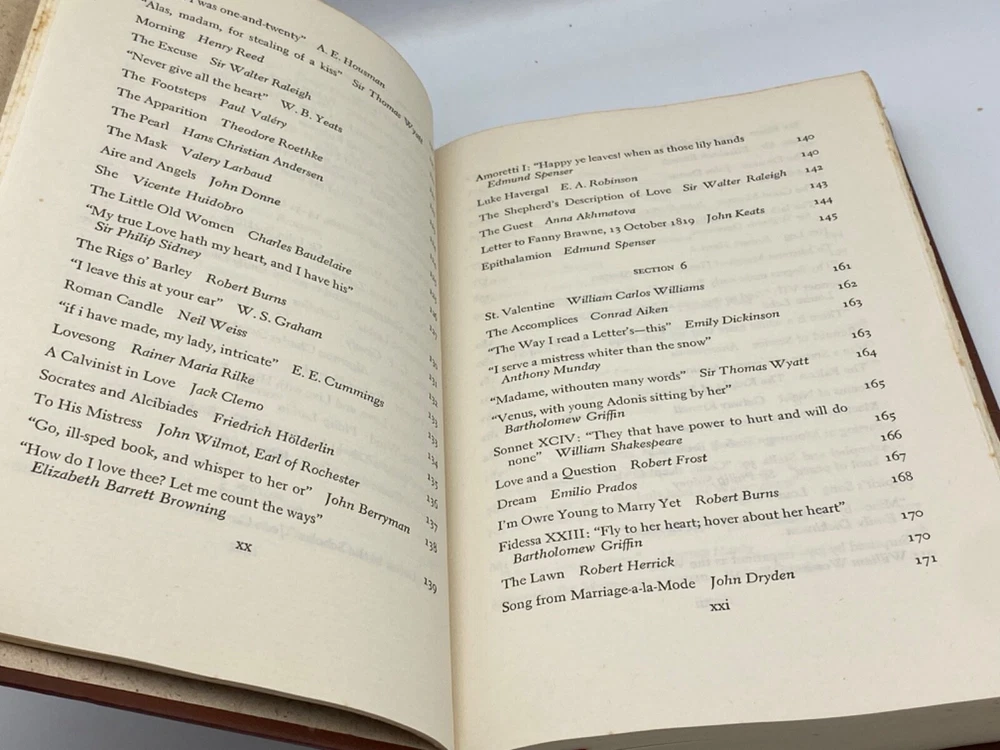 was one-and-twenty" A. E. Housman
"Alas, madam, for stealing of a kiss" Sir Thomas Wyatt
Morning Henry Reed
The Excuse Sir Walter Raleigh
"Never give all the heart" W. B. Yeats
The Footsteps Paul Valéry
The Apparition Theodore Roethke
The Pearl Hans Christian Andersen
The Mask Valery Larbaud
Aire and Angels John Donne
She Vicente Huidobro
The Little Old Women Charles Baudelaire
"My true Love hath my heart, and I have his"
Sir Philip Sidney 130
The Rigs o' Barley Robert Burns 131
"I leave this at your ear" W. S. Graham 132
Roman Candle Neil Weiss 133
"if i have made, my lady, intricate" E. E. Cummings 133
Lovesong Rainer Maria Rilke 134
A Calvinist in Love Jack Clemo 135
Socrates and Alcibiades Friedrich Hölderlin 136
To His Mistress John Wilmot, Earl of Rochester 137
"Go, ill-sped book, and whisper to her or" John Berryman 138
"How do I love thee? Let me count the ways"
Elizabeth Barrett Browning 139
xx
Amoretti I: "Happy ye leaves! when as those lily hands
Edmund Spenser 140
Luke Havergal E. A. Robinson 140
The Shepherd's Description of Love Sir Walter Raleigh 142
The Guest Anna Akhmatova 143
Letter to Fanny Brawne, 13 October 1819 John Keats 144
Epithalamion Edmund Spenser 145
SECTION 6
St. Valentine William Carlos Williams 161
The Accomplices Conrad Aiken 162
"The Way I read a Letter's—this" Emily Dickinson 163
"I serve a mistress whiter than the snow"
Anthony Munday 163
"Madame, withouten many words" Sir Thomas Wyatt 164
"Venus, with young Adonis sitting by her"
Bartholomew Griffin 165
Sonnet XCIV: "They that have power to hurt and will do
none" William Shakespeare 165
Love and a Question Robert Frost 166
Dream Emilio Prados 167
I'm Owre Young to Marry Yet Robert Burns 168
Fidessa XXIII: "Fly to her heart; hover about her heart"
Bartholomew Griffin 170
The Lawn Robert Herrick 170
Song from Marriage-a-la-Mode John Dryden 171
xxi